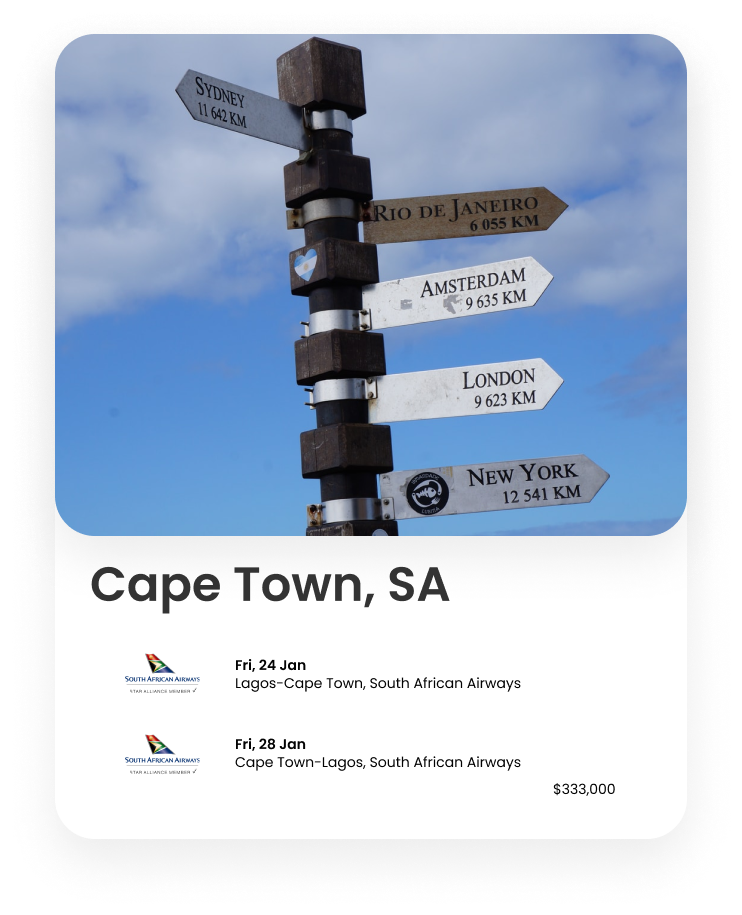 SYDNEY
11 642 KM
RIO DE JANEIRO
6 055 KM
AMSTERDAM
9 635 KM
LONDON
9 623 KM
NEW YORK
12 541 KM
Cape Town, SA
SOUTH AFRICAN AIRWAYS
STAR ALLIANCE MEMBER
Fri, 24 Jan
Lagos-Cape Town, South African Airways
SOUTH AFRICAN AIRWAYS
STAR ALLIANCE MEMBER
Fri, 28 Jan
Cape Town-Lagos, South African Airways
$333,000